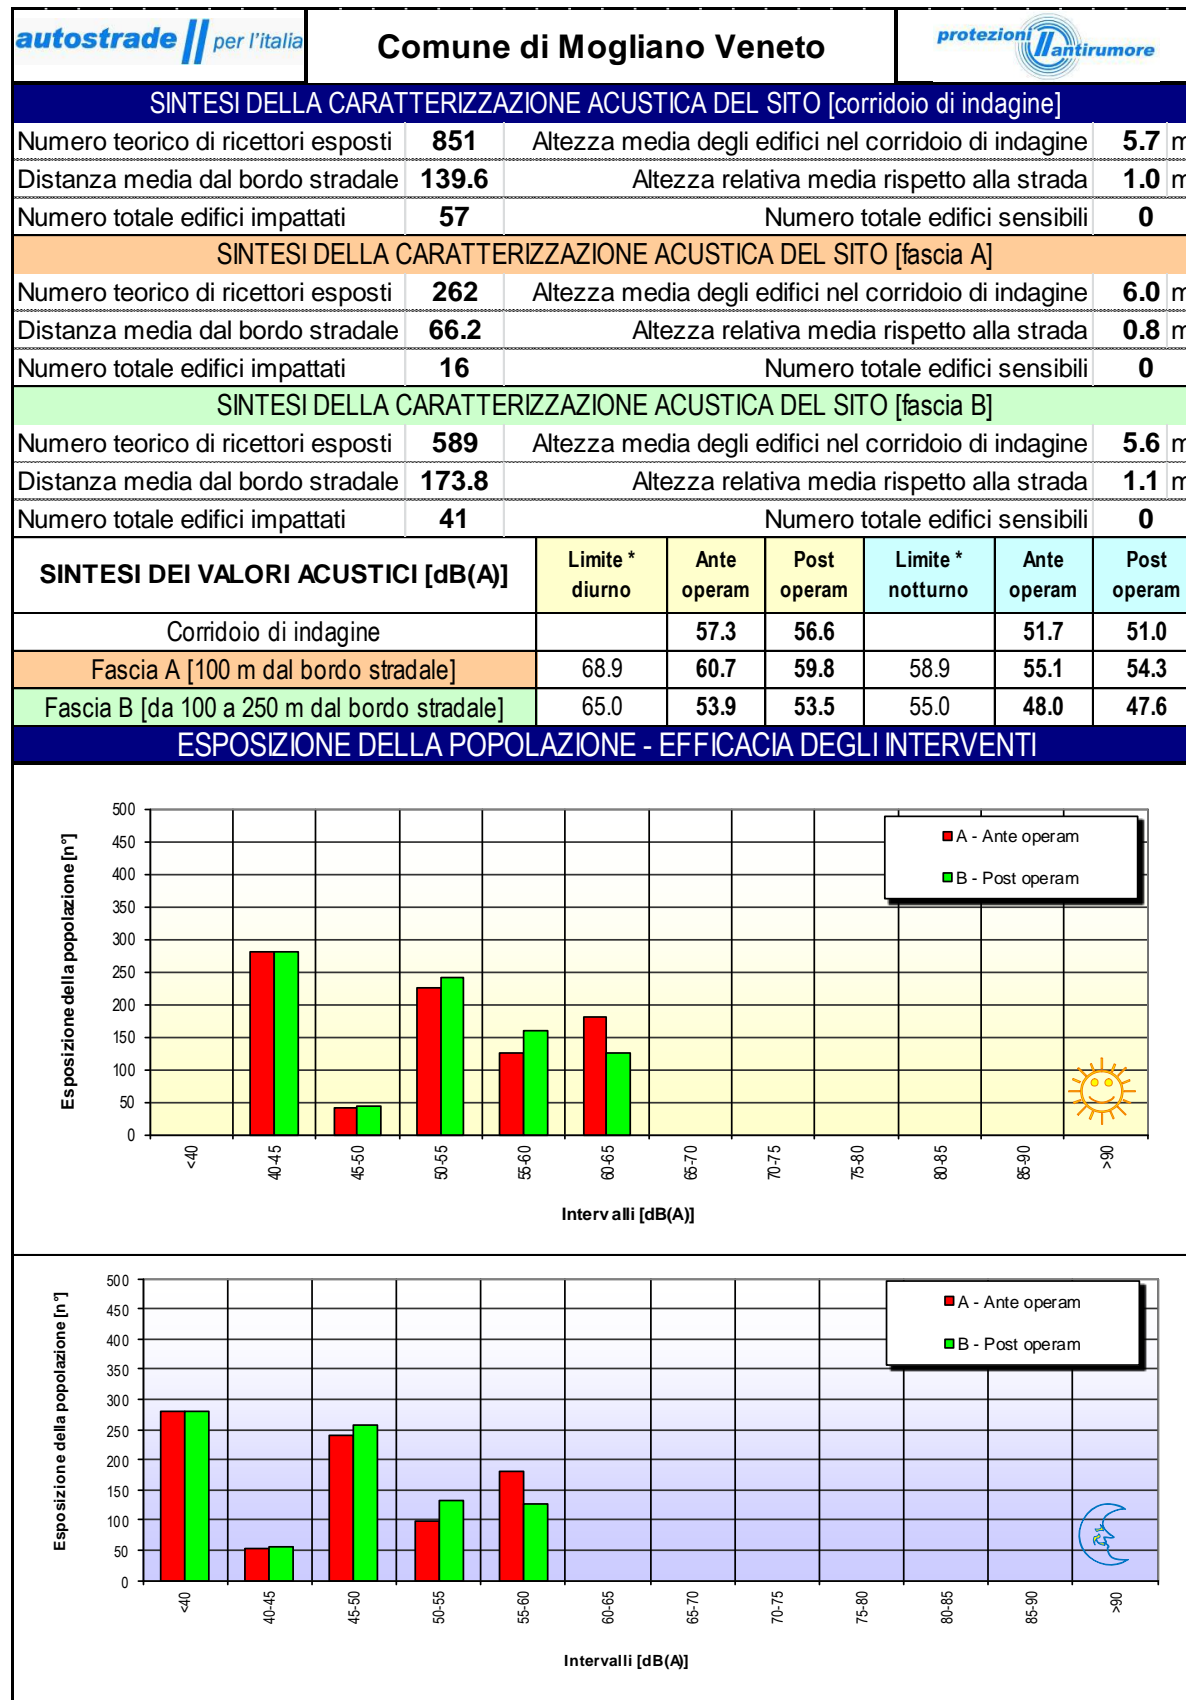 autostrade per l'italia
Comune di Mogliano Veneto
protezioni antirumore
SINTESI DELLA CARATTERIZZAZIONE ACUSTICA DEL SITO [corridoio di indagine]
Numero teorico di ricettori esposti 851 Altezza media degli edifici nel corridoio di indagine 5.7 m
Distanza media dal bordo stradale 139.6 Altezza relativa media rispetto alla strada 1.0 m
Numero totale edifici impattati 57 Numero totale edifici sensibili 0
SINTESI DELLA CARATTERIZZAZIONE ACUSTICA DEL SITO [fascia A]
Numero teorico di ricettori esposti 262 Altezza media degli edifici nel corridoio di indagine 6.0 m
Distanza media dal bordo stradale 66.2 Altezza relativa media rispetto alla strada 0.8 m
Numero totale edifici impattati 16 Numero totale edifici sensibili 0
SINTESI DELLA CARATTERIZZAZIONE ACUSTICA DEL SITO [fascia B]
Numero teorico di ricettori esposti 589 Altezza media degli edifici nel corridoio di indagine 5.6 m
Distanza media dal bordo stradale 173.8 Altezza relativa media rispetto alla strada 1.1 m
Numero totale edifici impattati 41 Numero totale edifici sensibili 0
SINTESI DEI VALORI ACUSTICI [dB(A)]
Limite * diurno
Ante operam
Post operam
Limite * notturno
Ante operam
Post operam
Corridoio di indagine 57.3 56.6 51.7 51.0
Fascia A [100 m dal bordo stradale] 68.9 60.7 59.8 58.9 55.1 54.3
Fascia B [da 100 a 250 m dal bordo stradale] 65.0 53.9 53.5 55.0 48.0 47.6
ESPOSIZIONE DELLA POPOLAZIONE - EFFICACIA DEGLI INTERVENTI
Esposizione della popolazione [n°]
500
450
400
350
300
250
200
150
100
50
0
A - Ante operam
B - Post operam
<40 40-45 45-50 50-55 55-60 60-65 65-70 70-75 75-80 80-85 85-90 >90
Intervalli [dB(A)]
Esposizione della popolazione [n°]
500
450
400
350
300
250
200
150
100
50
0
A - Ante operam
B - Post operam
<40 40-45 45-50 50-55 55-60 60-65 65-70 70-75 75-80 80-85 85-90 >90
Intervalli [dB(A)]